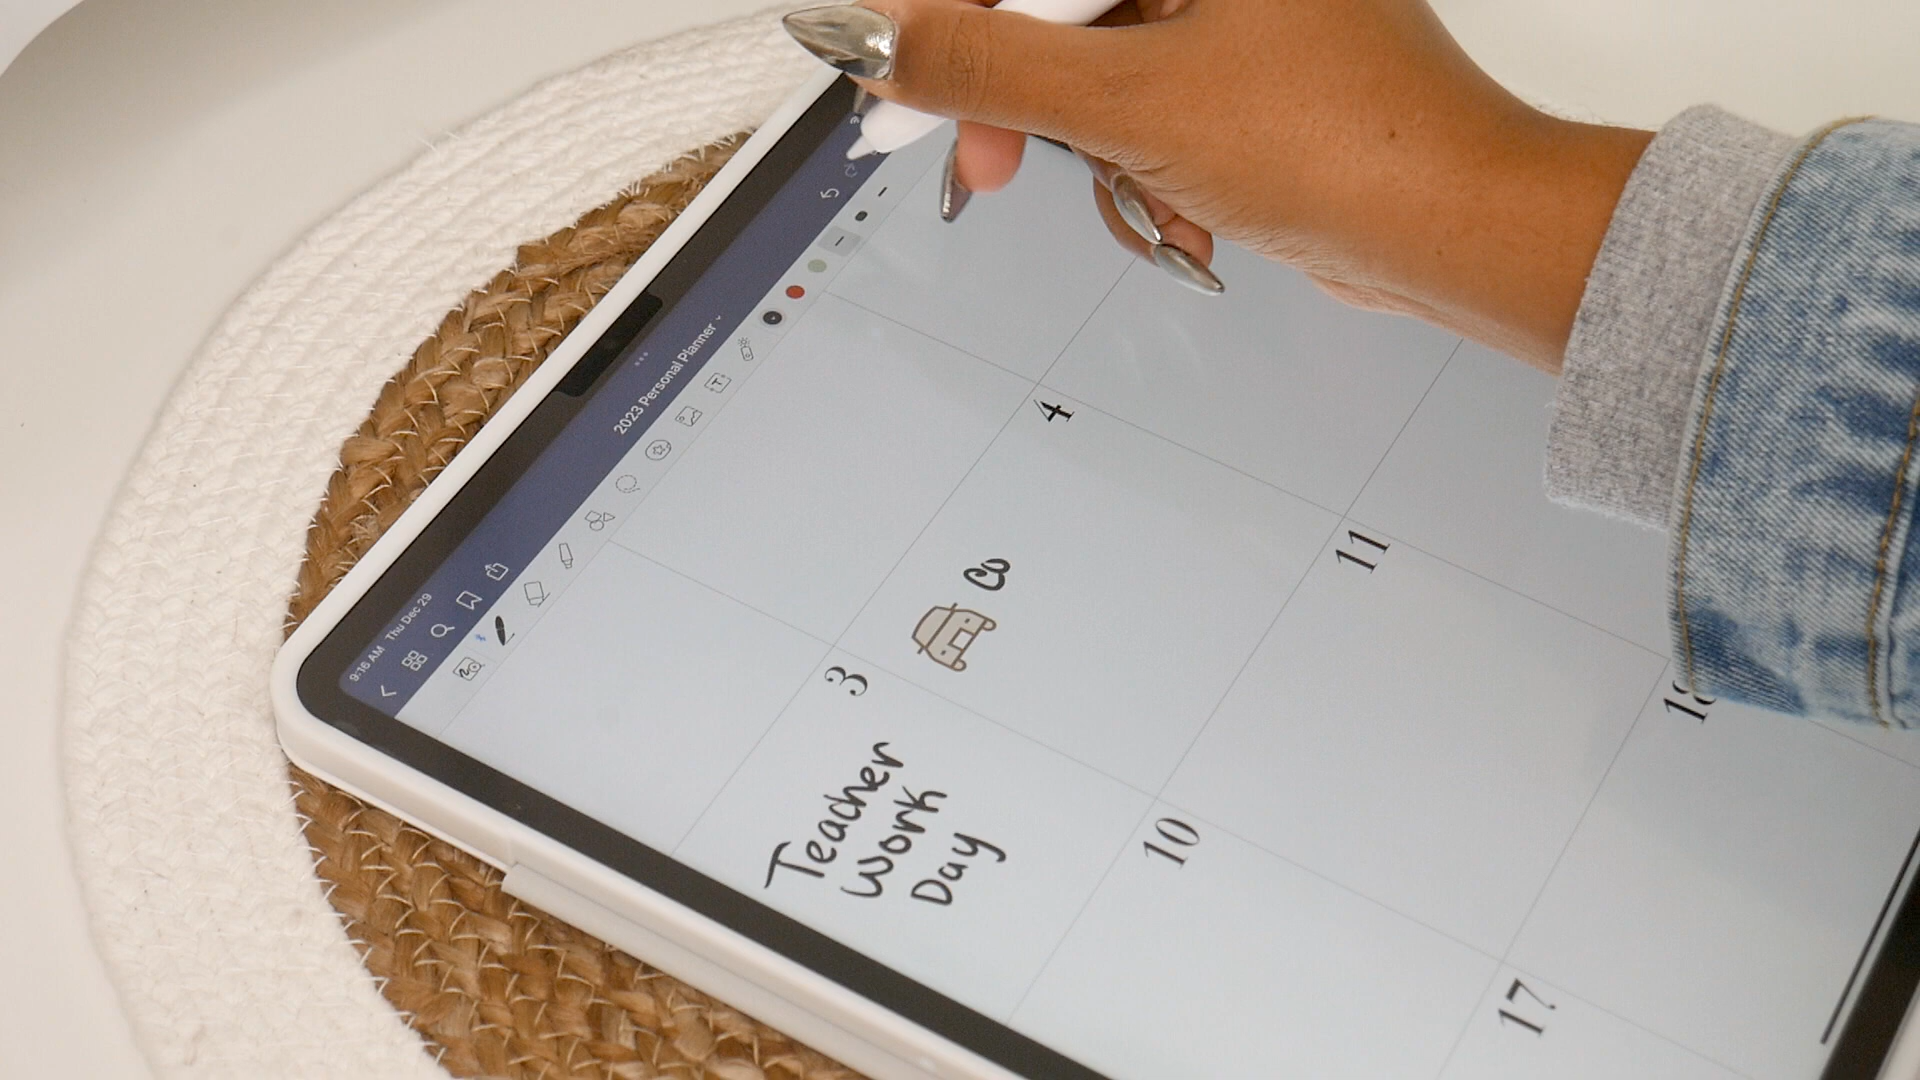 9:16 AM Thu Dec 29
2023 Personal Planner
T
4
11
Co
3
Teacher
Work
Day
10
17